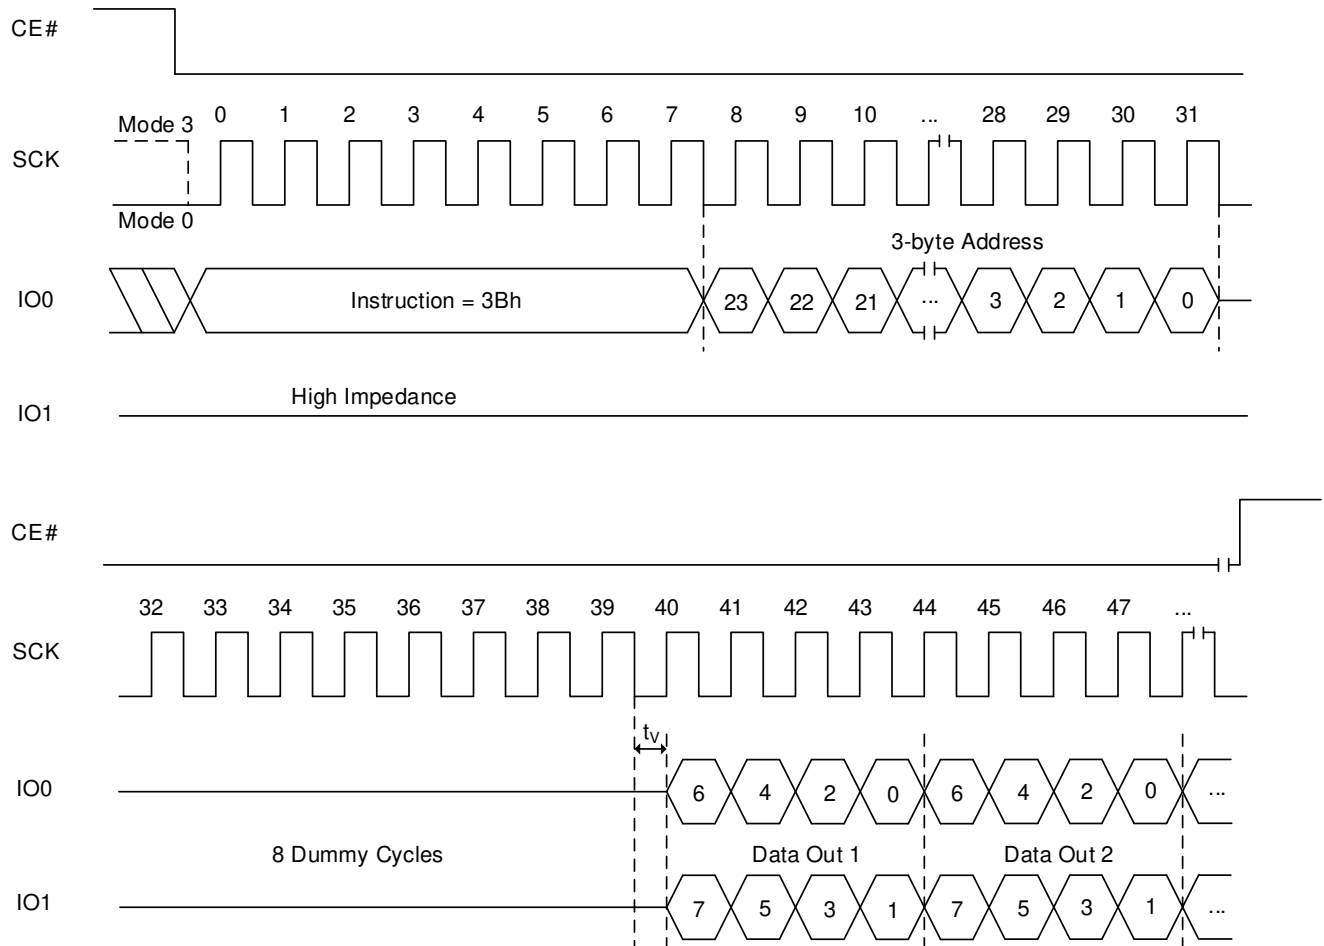 CE#
Mode 3 0 1 2 3 4 5 6 7 8 9 10 ... 28 29 30 31
SCK
Mode 0
3-byte Address
IO0 Instruction = 3Bh 23 22 21 ... 3 2 1 0
High Impedance
IO1
CE#
32 33 34 35 36 37 38 39 40 41 42 43 44 45 46 47 ...
SCK
tV
IO0 6 4 2 0 6 4 2 0 ...
8 Dummy Cycles Data Out 1 Data Out 2
IO1 7 5 3 1 7 5 3 1 ...